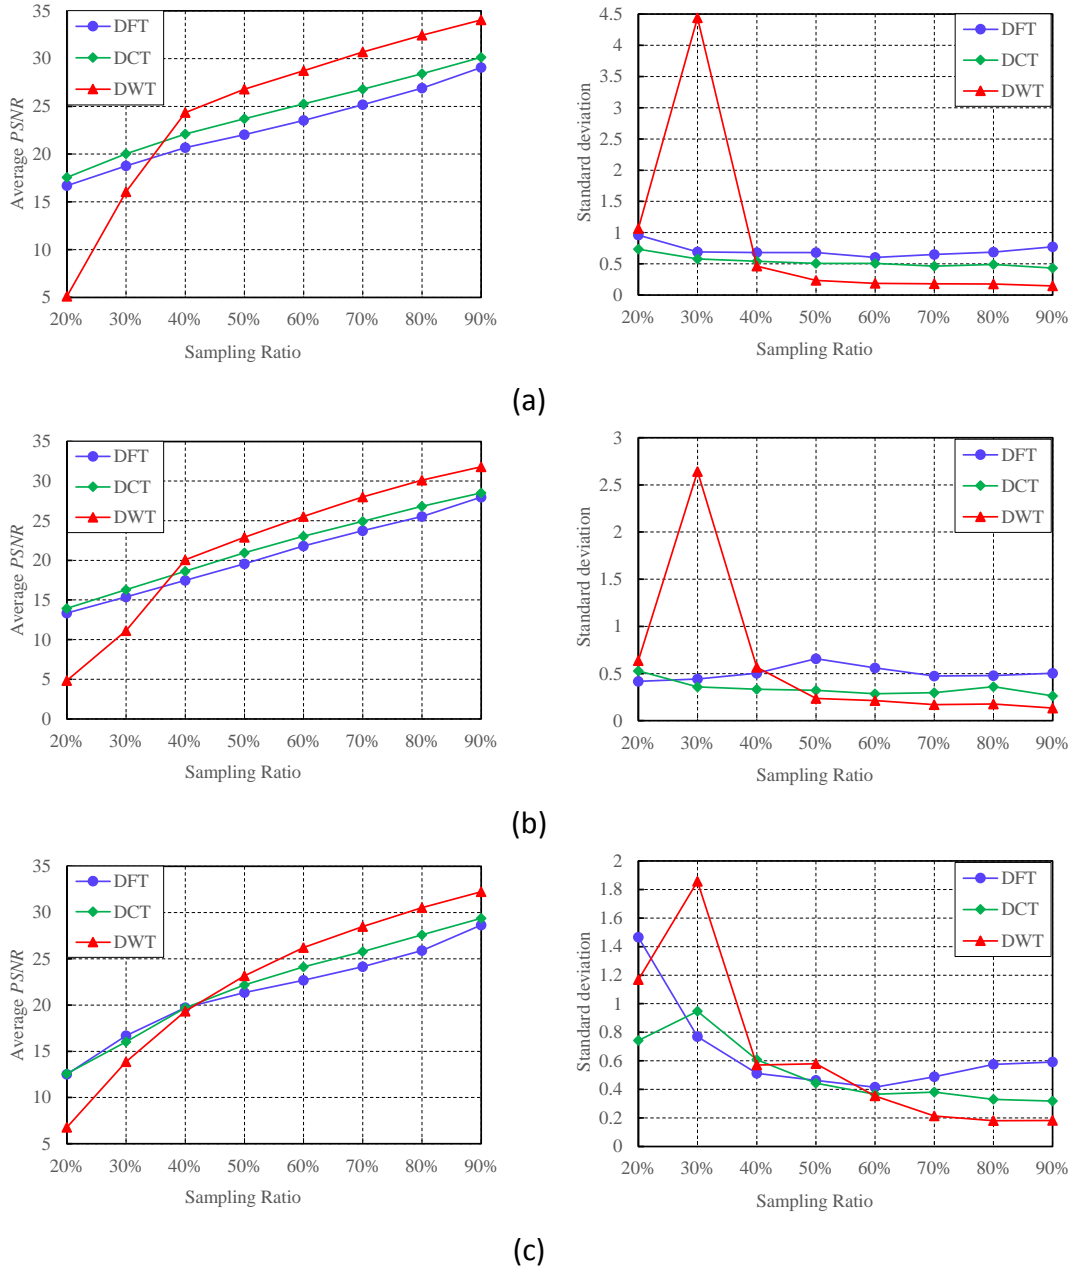 35
30
25
20
15
10
5
Average PSNR
DFT
DCT
DWT
20% 30% 40% 50% 60% 70% 80% 90%
Sampling Ratio
4.5
4
3.5
3
2.5
2
1.5
1
0.5
0
Standard deviation
DFT
DCT
DWT
20% 30% 40% 50% 60% 70% 80% 90%
Sampling Ratio
(a)
35
30
25
20
15
10
5
0
Average PSNR
DFT
DCT
DWT
20% 30% 40% 50% 60% 70% 80% 90%
Sampling Ratio
3
2.5
2
1.5
1
0.5
0
Standard deviation
DFT
DCT
DWT
20% 30% 40% 50% 60% 70% 80% 90%
Sampling Ratio
(b)
35
30
25
20
15
10
5
Average PSNR
DFT
DCT
DWT
20% 30% 40% 50% 60% 70% 80% 90%
Sampling Ratio
2
1.8
1.6
1.4
1.2
1
0.8
0.6
0.4
0.2
0
Standard deviation
DFT
DCT
DWT
20% 30% 40% 50% 60% 70% 80% 90%
Sampling Ratio
(c)